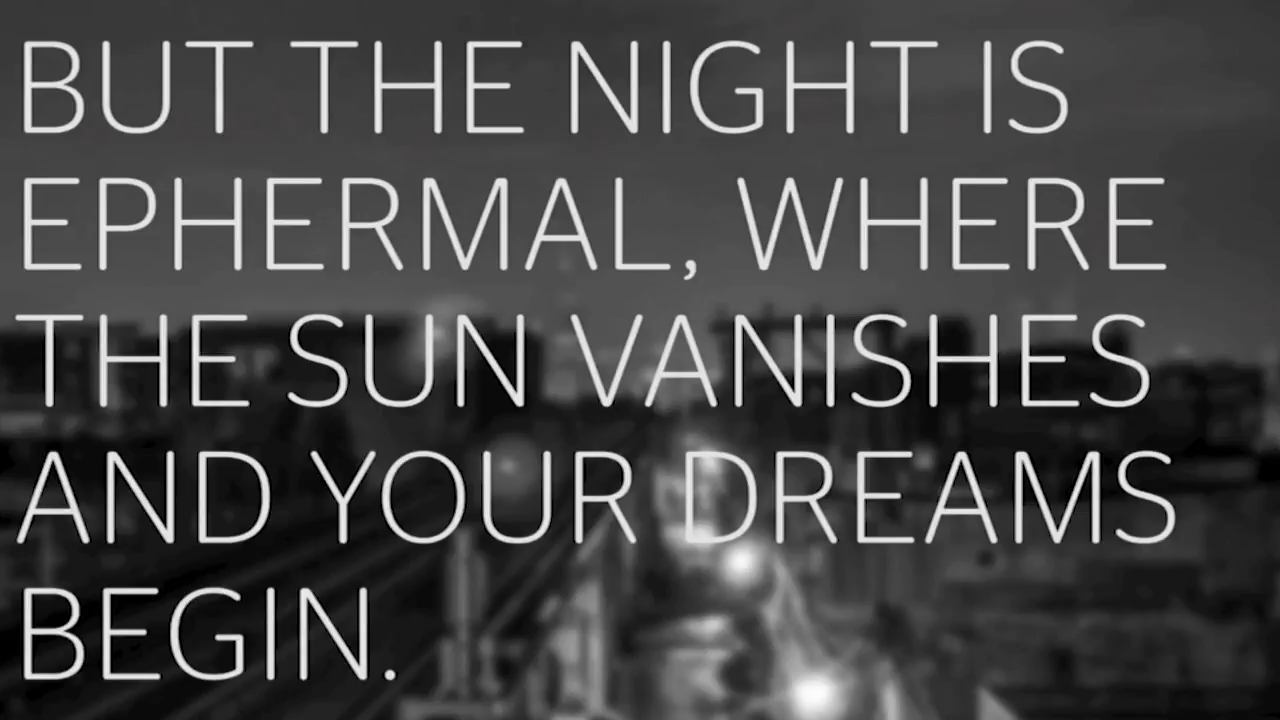 BUT THE NIGHT IS
EPHERMAL, WHERE
THE SUN VANISHES
AND YOUR DREAMS
BEGIN.